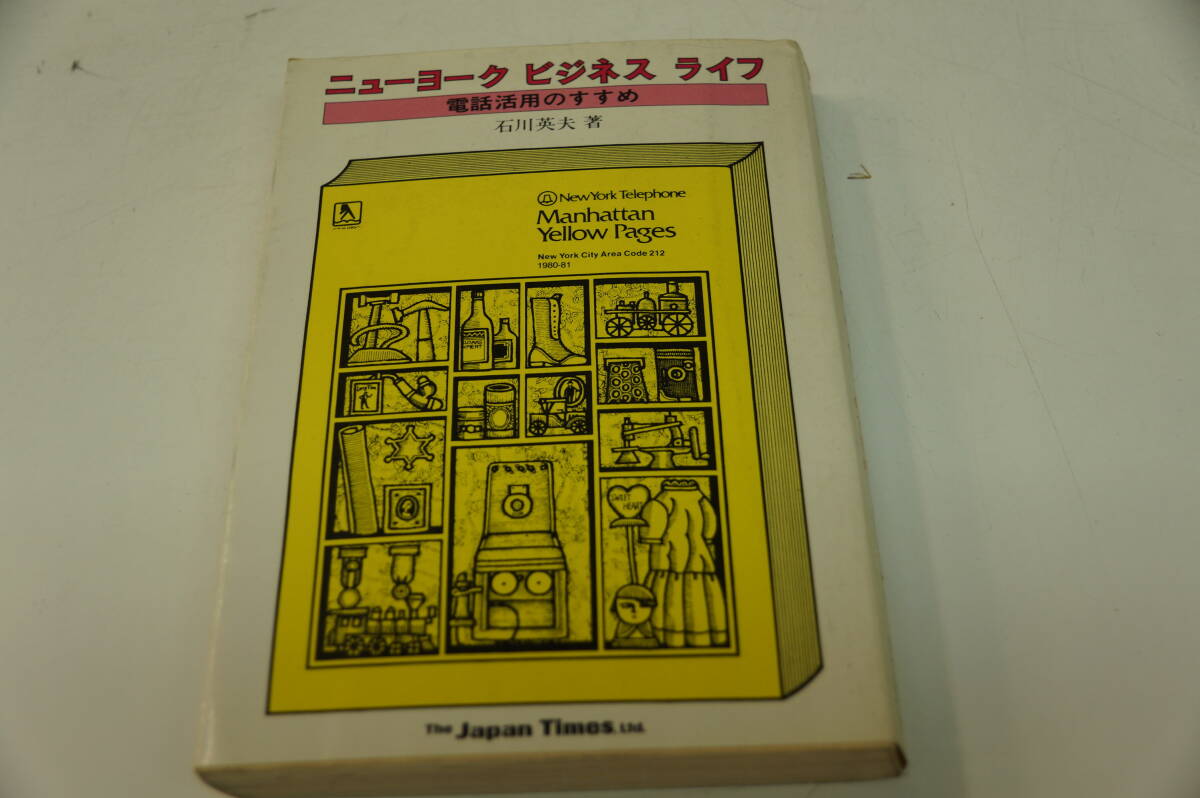 ニューヨーク ビジネス ライフ
電話活用のすすめ
石川英夫 著
New York Telephone
Manhattan
Yellow Pages
New York City Area Code 212
1980-81
SWEET
HEART
The Japan Times, Ltd.